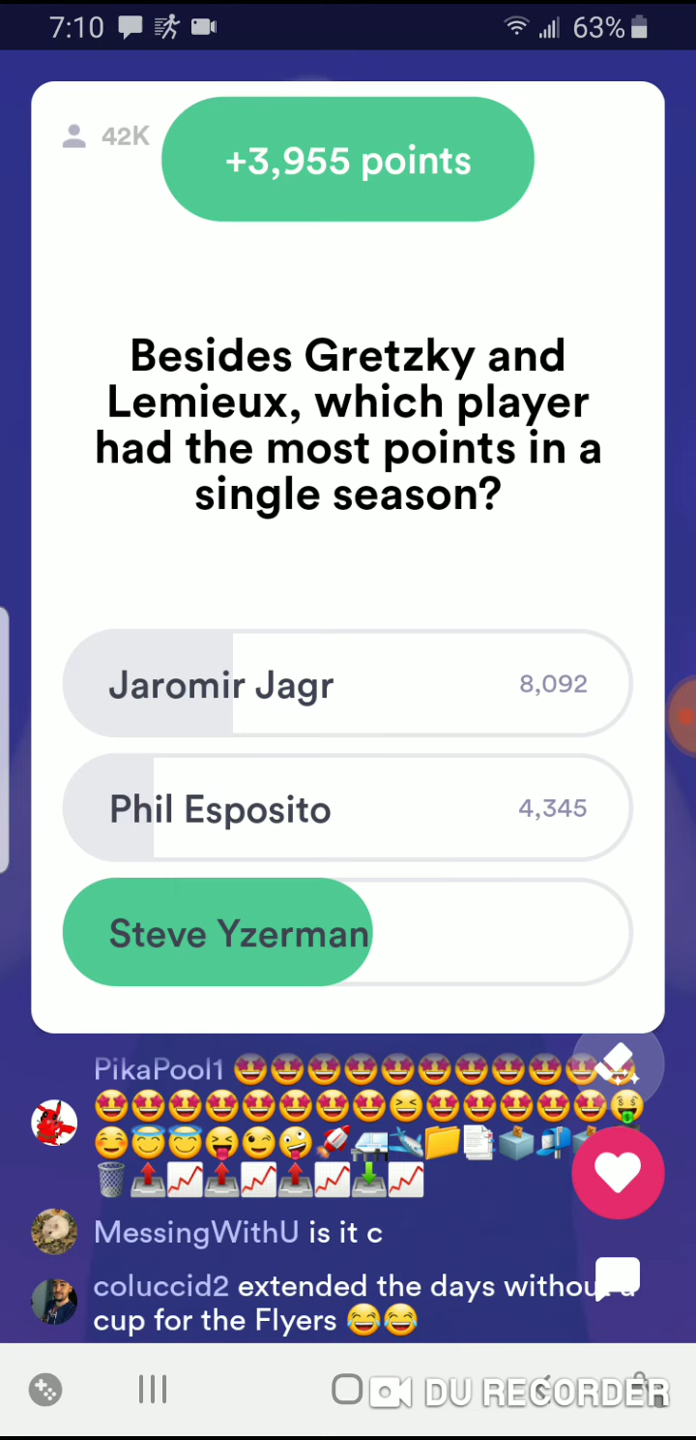 7:10 63%
42K
+3,955 points
Besides Gretzky and
Lemieux, which player
had the most points in a
single season?
Jaromir Jagr 8,092
Phil Esposito 4,345
Steve Yzerman
PikaPool1 🤩🤩🤩🤩🤩🤩🤩🤩🤩🤩🤩
🤩🤩🤩🤩🤩🤩🤩🤩😆🤩🤩🤩🤩🤩🤑
☺️😇😇😝😉🤪🚀
🗑️📤📈📤📈📤📈📥📈
MessingWithU is it c
coluccid2 extended the days without a
cup for the Flyers 😂😂
DU RECORDER